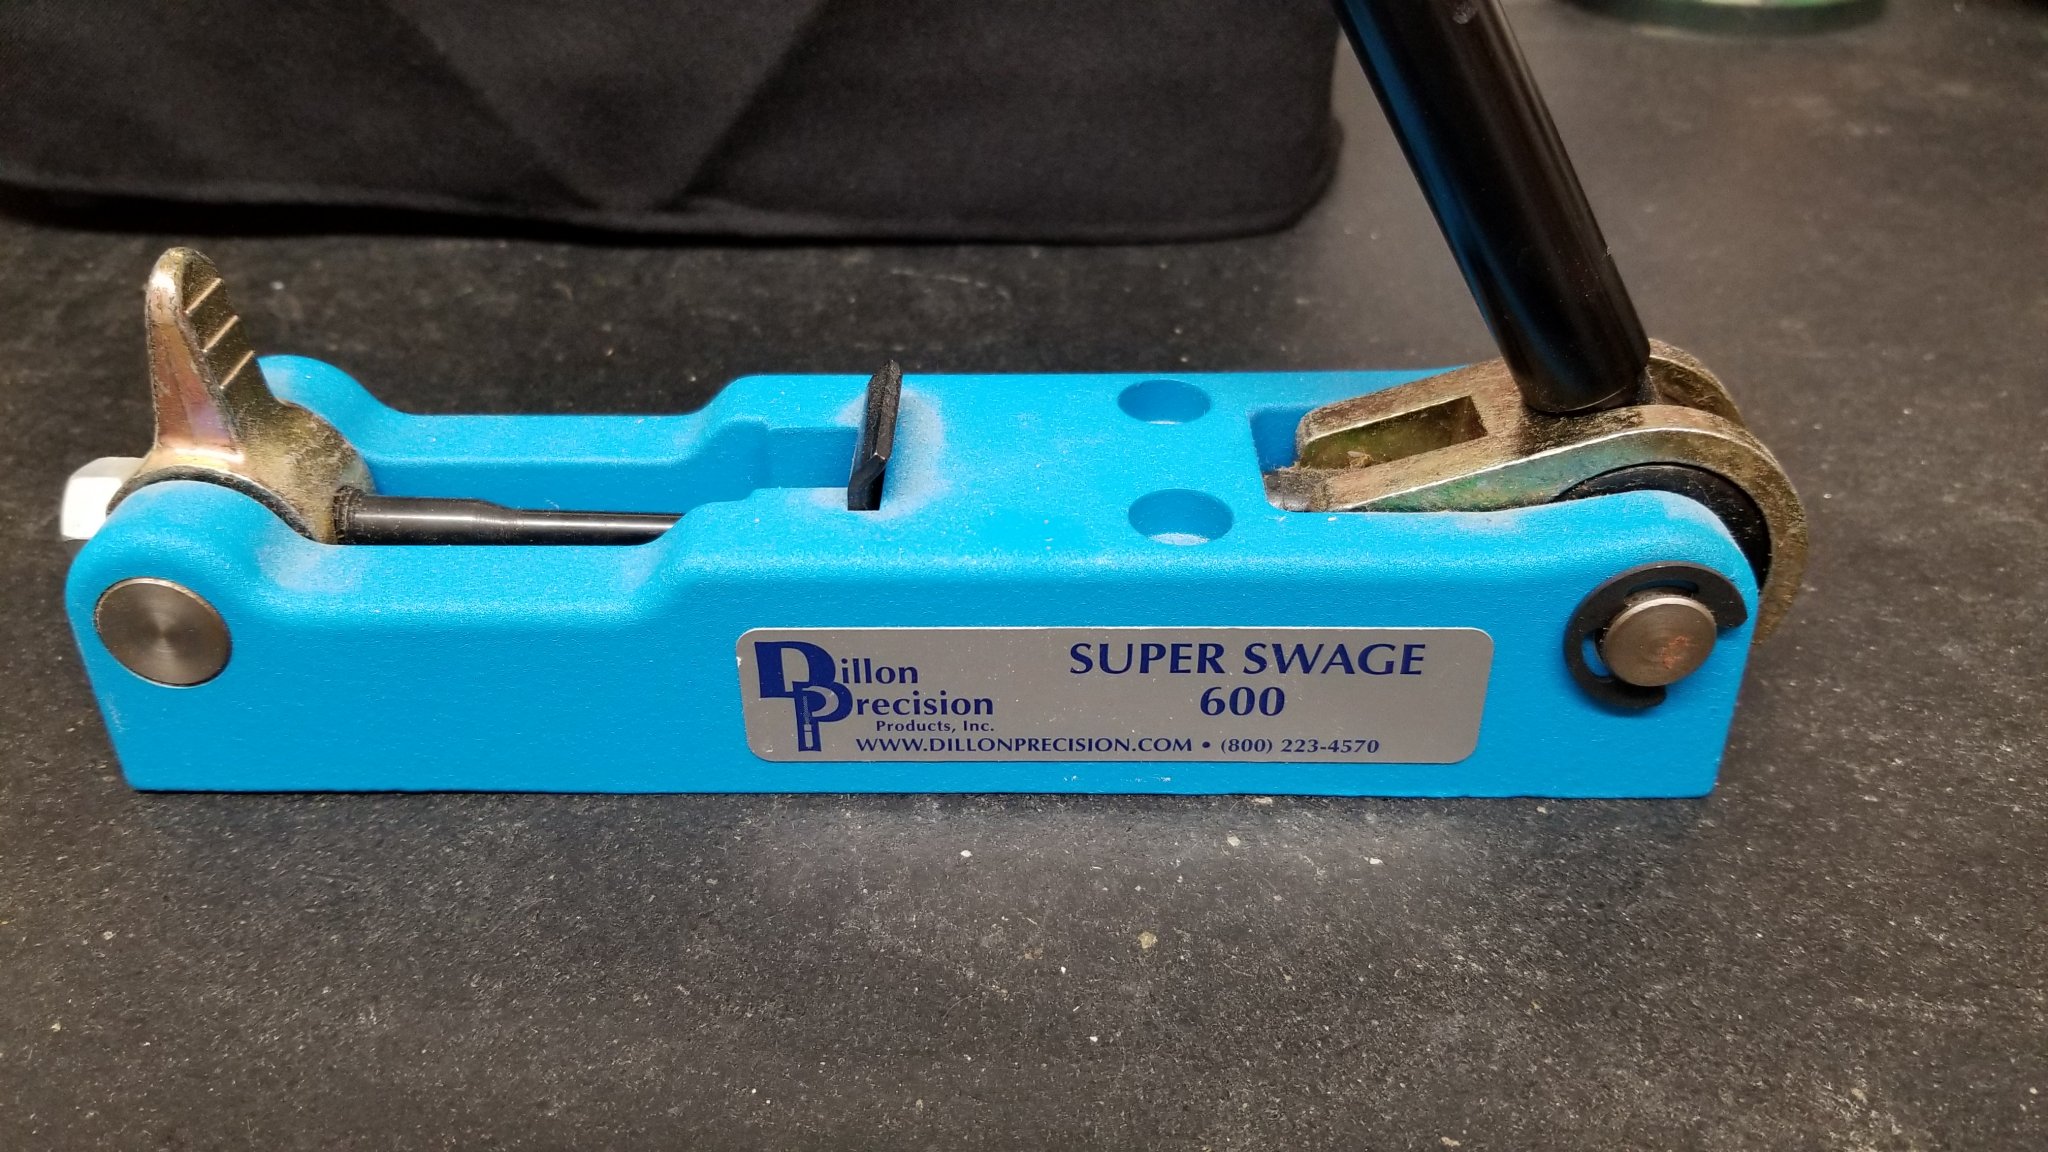 Dillon
Precision
Products, Inc.
SUPER SWAGE
600
WWW.DILLONPRECISION.COM • (800) 223-4570